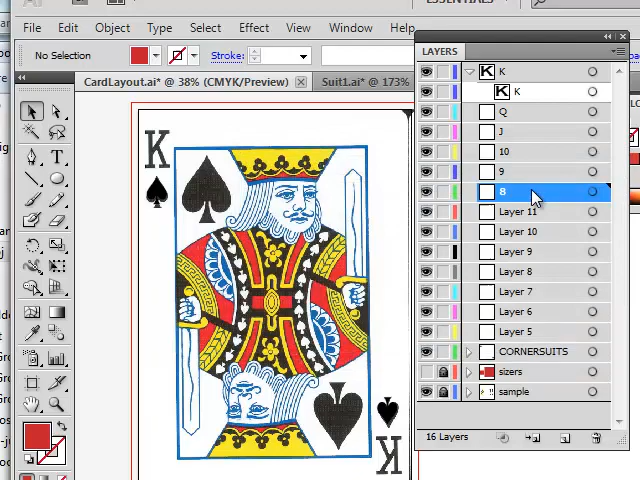 File Edit Object Type Select Effect View Window Help
No Selection Stroke:
CardLayout.ai* @ 38% (CMYK/Preview) Suit1.ai* @ 173%
LAYERS
K
K
Q
J
10
9
8
Layer 11
Layer 10
Layer 9
Layer 8
Layer 7
Layer 6
Layer 5
CORNERSUITS
sizers
sample
16 Layers
K
K